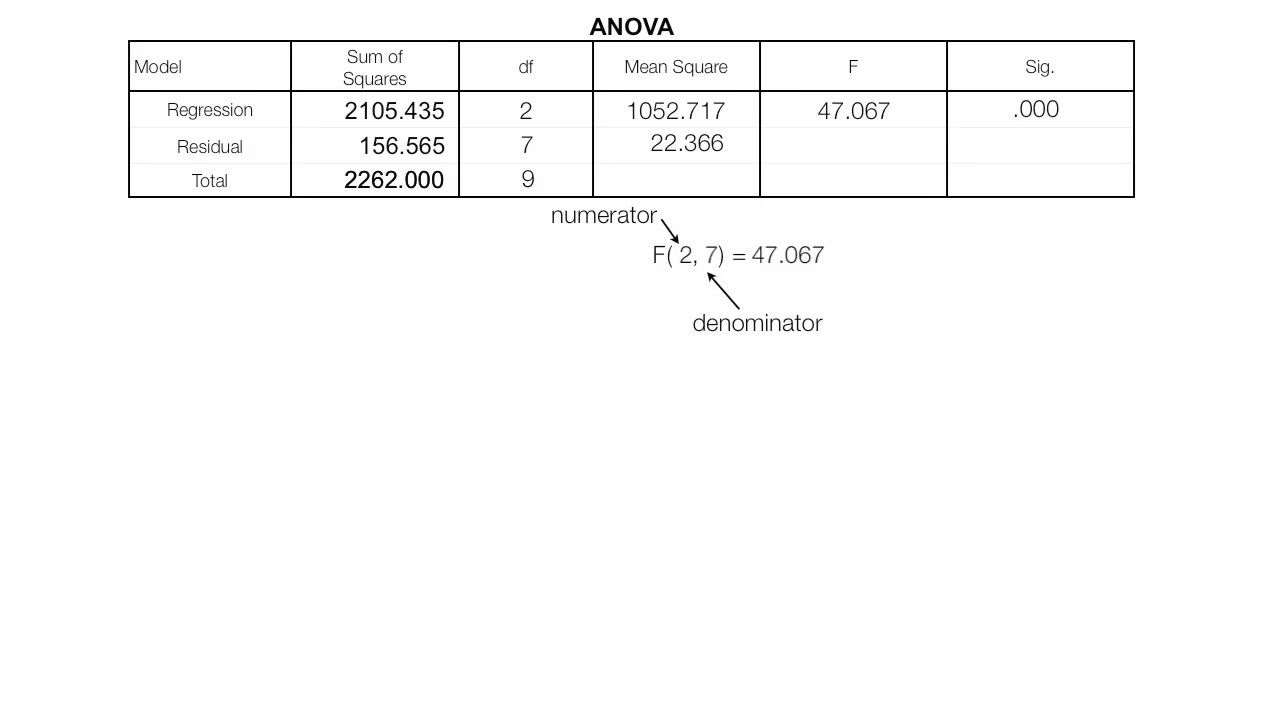 ANOVA
Model Sum of Squares df Mean Square F Sig.
Regression 2105.435 2 1052.717 47.067 .000
Residual 156.565 7 22.366
Total 2262.000 9
numerator
F( 2, 7) = 47.067
denominator